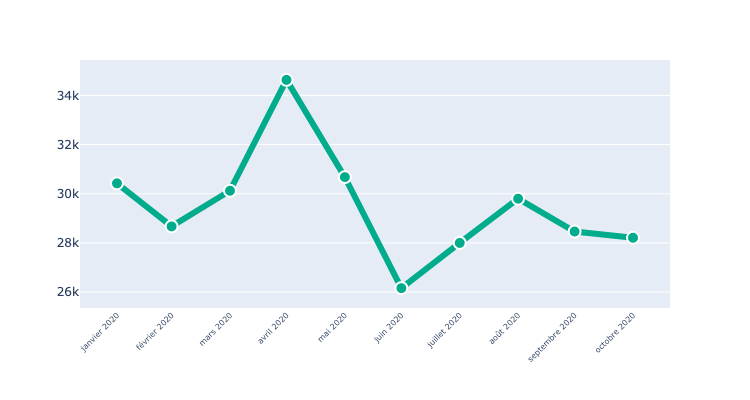 34k
32k
30k
28k
26k
janvier 2020
février 2020
mars 2020
avril 2020
mai 2020
juin 2020
juillet 2020
août 2020
septembre 2020
octobre 2020